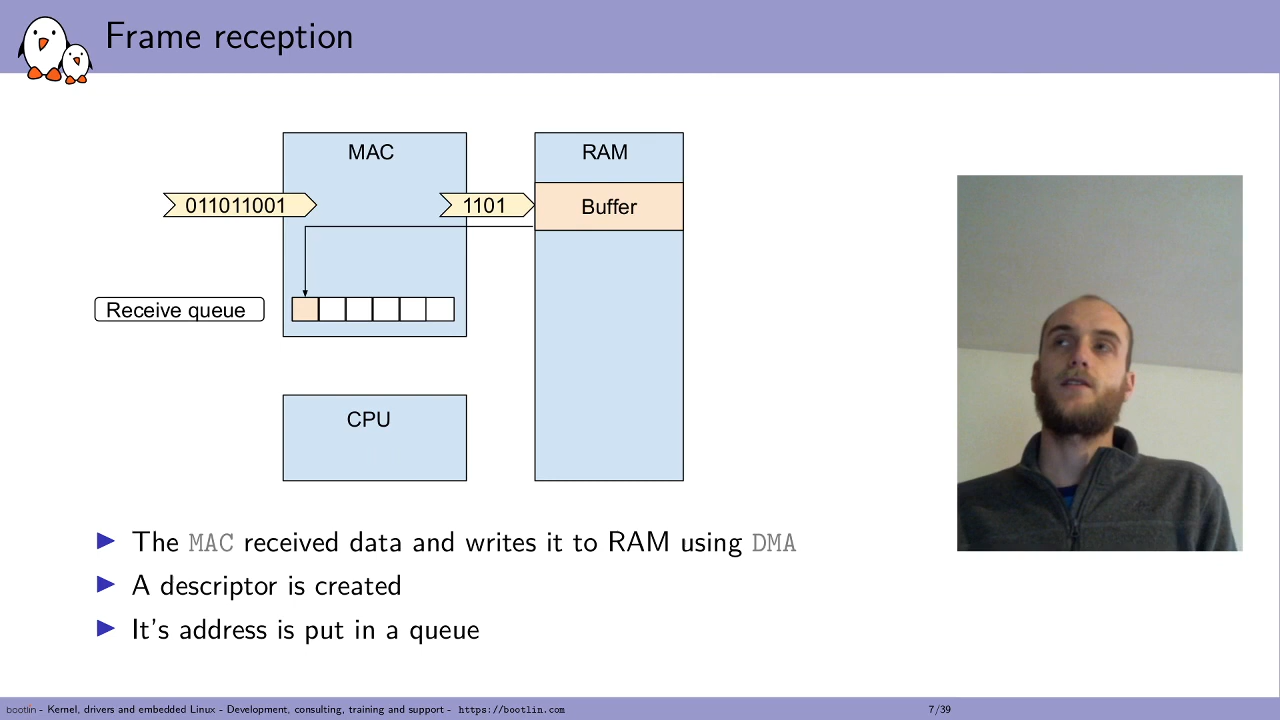 Frame reception
MAC
RAM
011011001
1101
Buffer
Receive queue
CPU
The MAC received data and writes it to RAM using DMA
A descriptor is created
It's address is put in a queue
bootlin - Kernel, drivers and embedded Linux - Development, consulting, training and support - https://bootlin.com
7/39